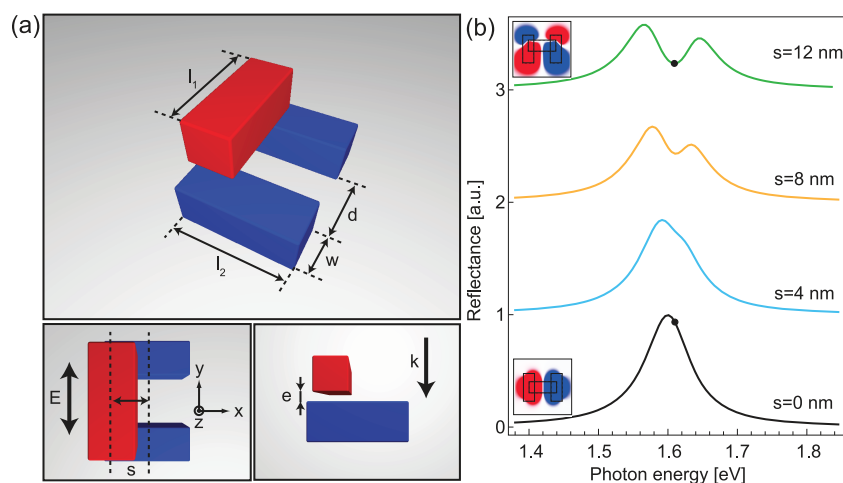 (a)
l1
l2
d
w
E
y
z
x
s
e
k
(b)
Reflectance [a.u.]
3
2
1
0
s=12 nm
s=8 nm
s=4 nm
s=0 nm
1.4 1.5 1.6 1.7 1.8
Photon energy [eV]